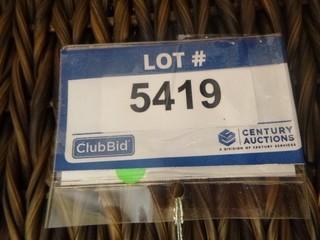 LOT #
5419
ClubBid
CENTURY
AUCTIONS
A DIVISION OF CENTURY SERVICES